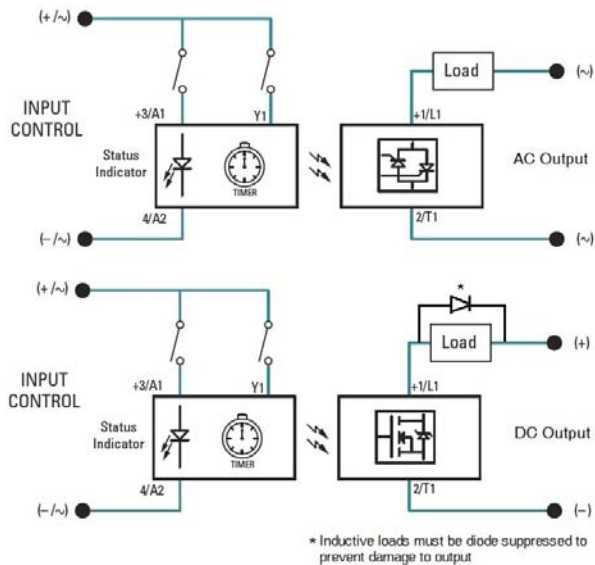 (+/~)
INPUT
CONTROL
+3/A1
Y1
Status
Indicator
TIMER
4/A2
(−/~)
Load
(~)
+1/L1
AC Output
2/T1
(~)
(+/~)
INPUT
CONTROL
+3/A1
Y1
Status
Indicator
TIMER
4/A2
(−/~)
*
Load
(+)
+1/L1
DC Output
2/T1
(−)
* Inductive loads must be diode suppressed to
prevent damage to output